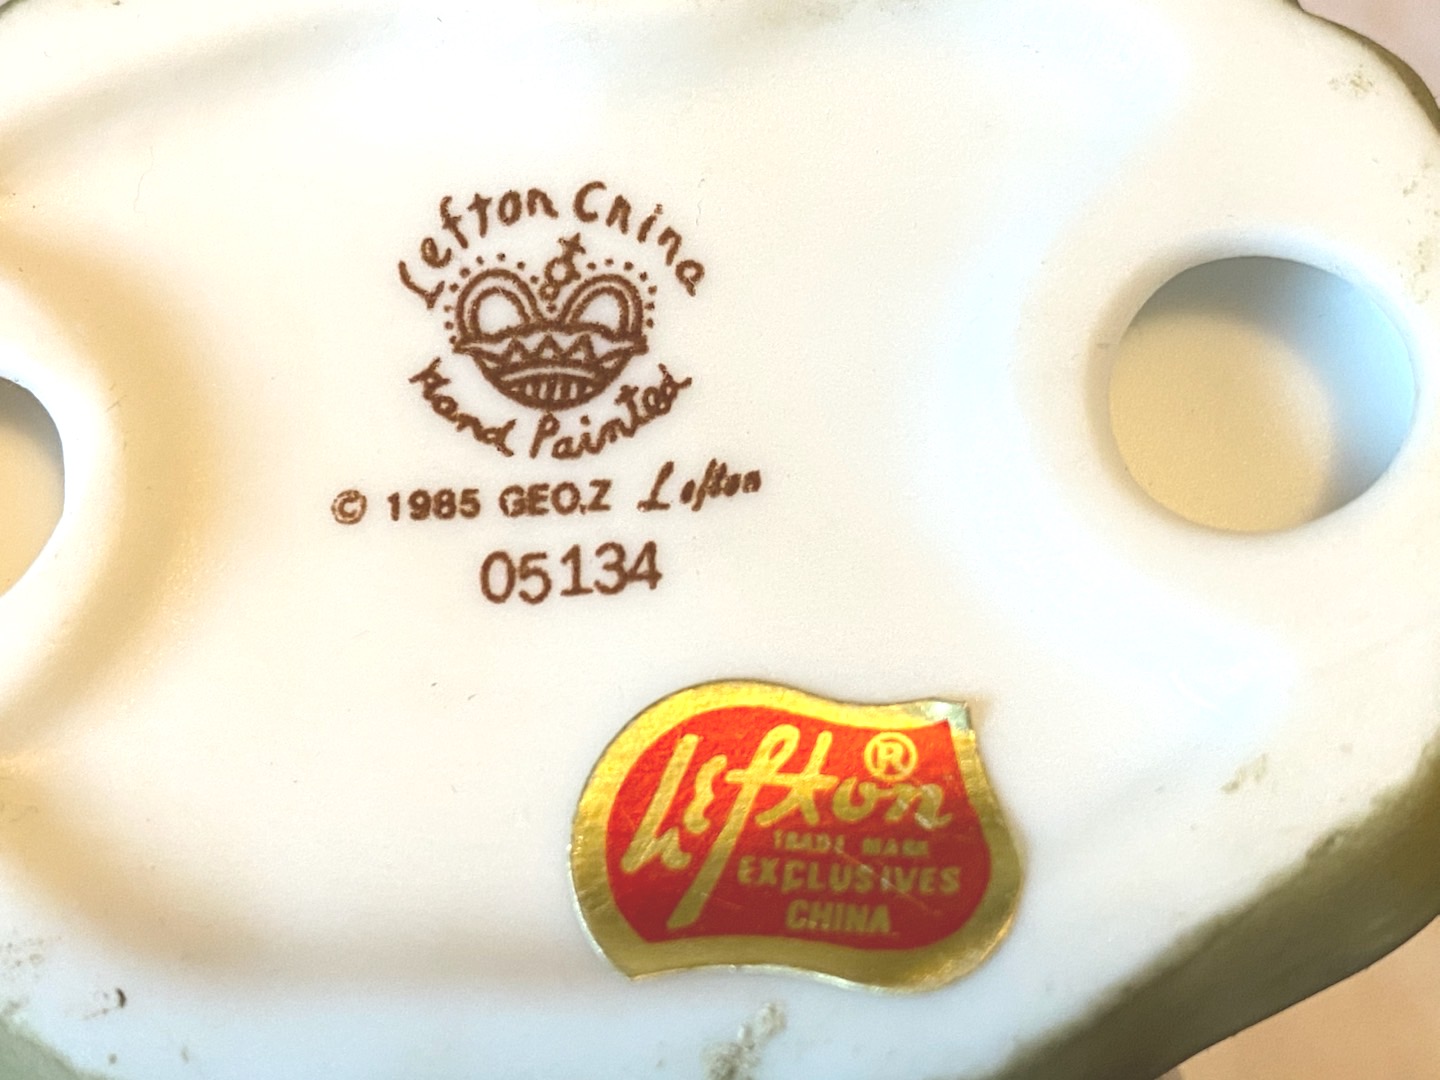 Lefton China
Hand Painted
© 1985 GEO.Z Lefton
05134
Lefton®
TRADE MARK
EXCLUSIVES
CHINA